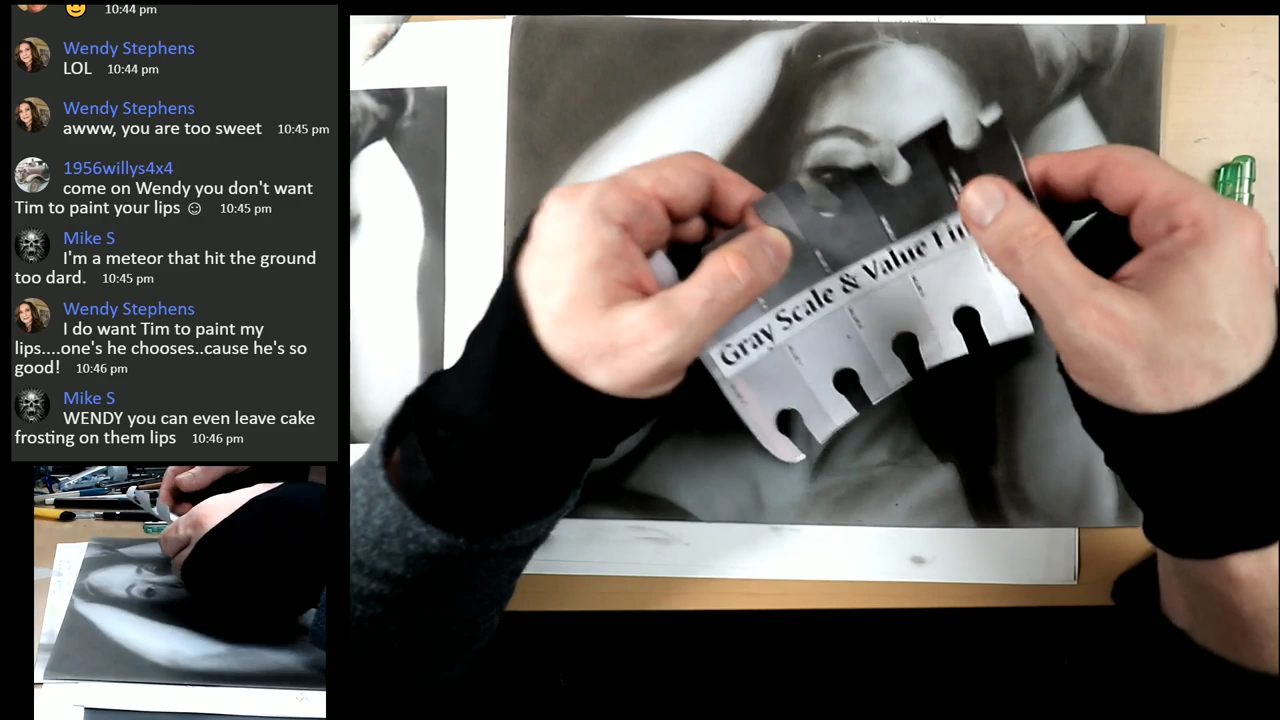 10:44 pm
Wendy Stephens
LOL 10:44 pm
Wendy Stephens
awww, you are too sweet 10:45 pm
1956willys4x4
come on Wendy you don't want
Tim to paint your lips ☺ 10:45 pm
Mike S
I'm a meteor that hit the ground
too dard. 10:45 pm
Wendy Stephens
I do want Tim to paint my
lips....one's he chooses..cause he's so
good! 10:46 pm
Mike S
WENDY you can even leave cake
frosting on them lips 10:46 pm
Gray Scale & Value